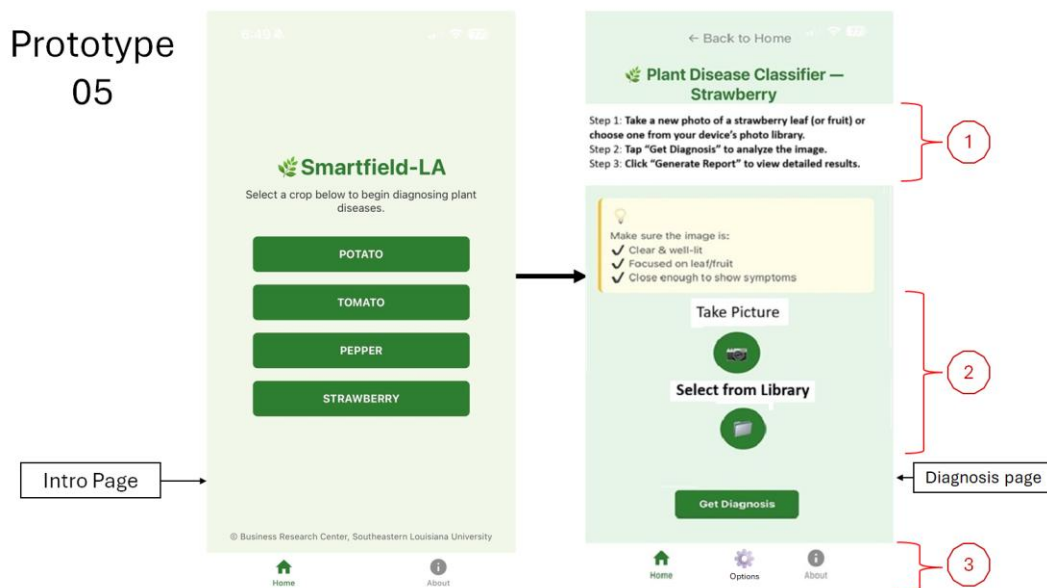 Prototype
05
6:49
Smartfield-LA
Select a crop below to begin diagnosing plant
diseases.
POTATO
TOMATO
PEPPER
STRAWBERRY
© Business Research Center, Southeastern Louisiana University
Home
About
Intro Page
← Back to Home
Plant Disease Classifier —
Strawberry
Step 1: Take a new photo of a strawberry leaf (or fruit) or
choose one from your device's photo library.
Step 2: Tap “Get Diagnosis” to analyze the image.
Step 3: Click “Generate Report” to view detailed results.
Make sure the image is:
✓ Clear & well-lit
✓ Focused on leaf/fruit
✓ Close enough to show symptoms
Take Picture
Select from Library
Get Diagnosis
Home
Options
About
1
2
Diagnosis page
3